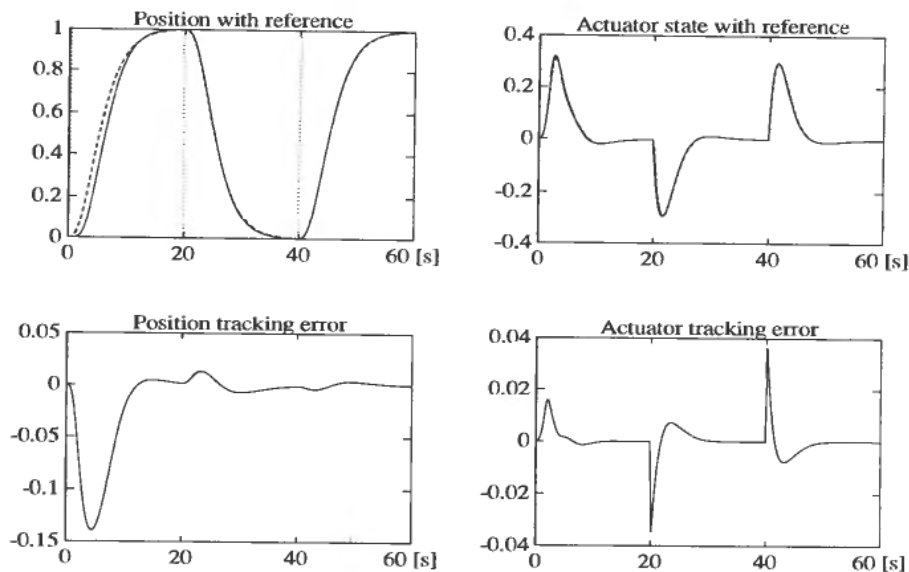 Position with reference
1
0.8
0.6
0.4
0.2
0
0 20 40 60 [s]
Actuator state with reference
0.4
0.2
0
-0.2
-0.4
0 20 40 60 [s]
Position tracking error
0.05
0
-0.05
-0.1
-0.15
0 20 40 60 [s]
Actuator tracking error
0.04
0.02
0
-0.02
-0.04
0 20 40 60 [s]